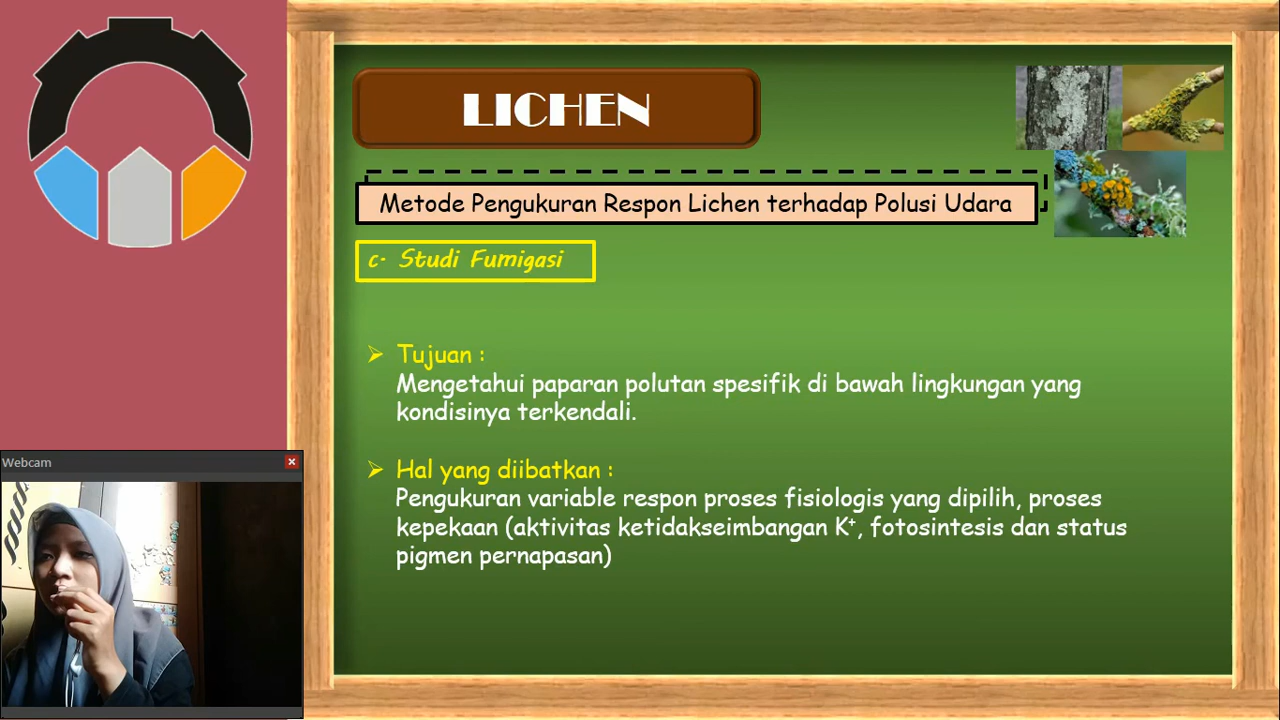 LICHEN
Metode Pengukuran Respon Lichen terhadap Polusi Udara
c. Studi Fumigasi
Tujuan :
Mengetahui paparan polutan spesifik di bawah lingkungan yang
kondisinya terkendali.
Hal yang diibatkan :
Pengukuran variable respon proses fisiologis yang dipilih, proses
kepekaan (aktivitas ketidakseimbangan K⁺, fotosintesis dan status
pigmen pernapasan)
Webcam